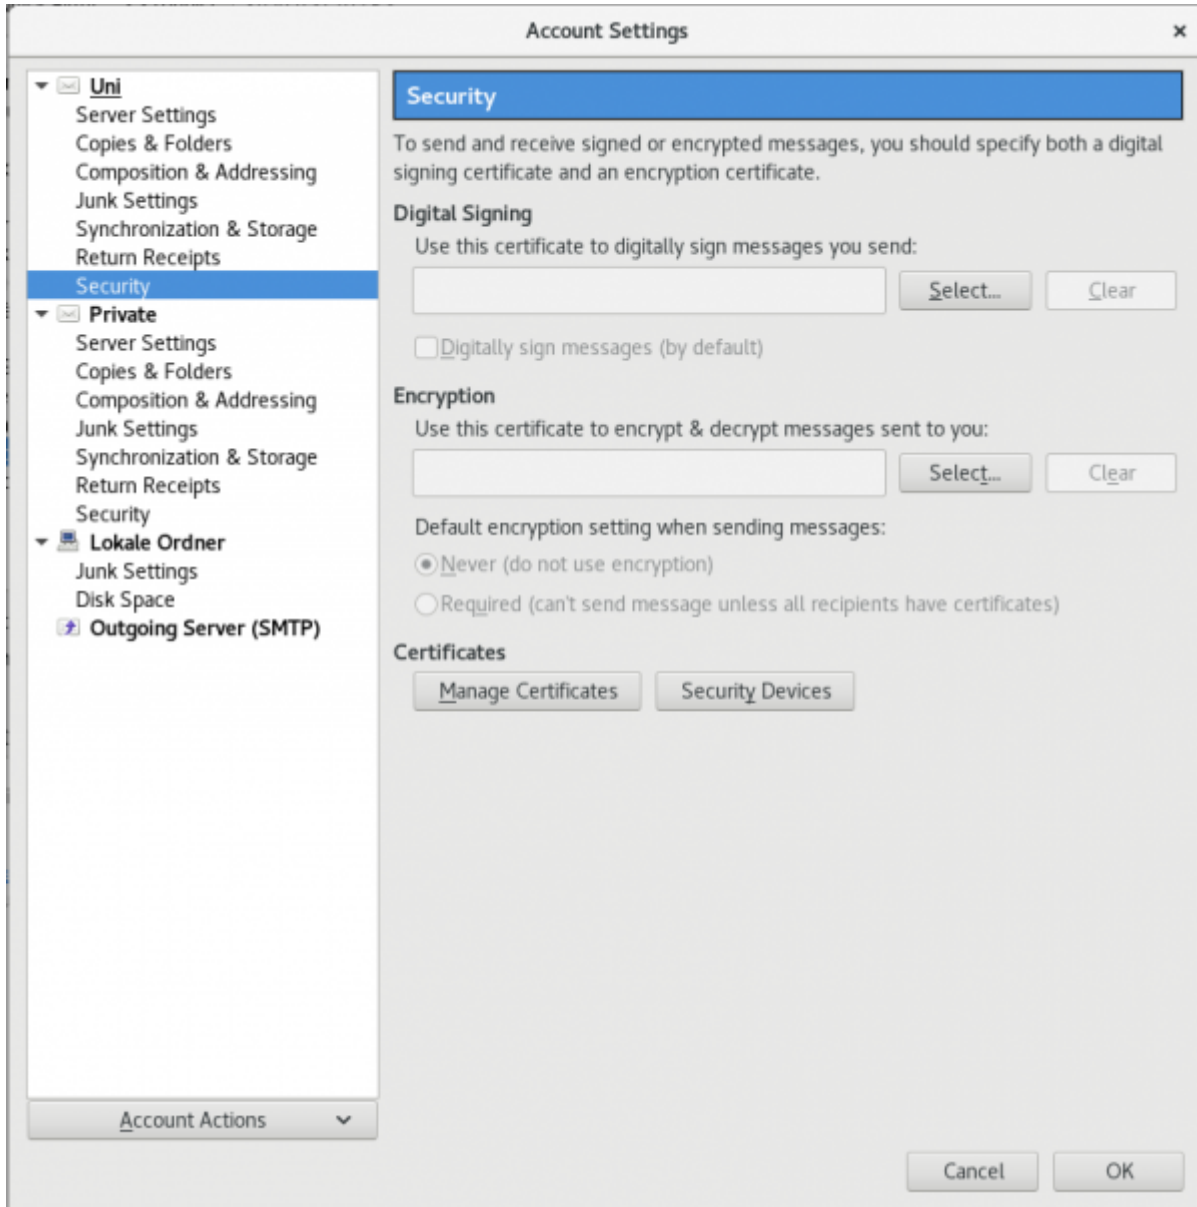 Account Settings
Uni
Server Settings
Copies & Folders
Composition & Addressing
Junk Settings
Synchronization & Storage
Return Receipts
Security
Private
Server Settings
Copies & Folders
Composition & Addressing
Junk Settings
Synchronization & Storage
Return Receipts
Security
Lokale Ordner
Junk Settings
Disk Space
Outgoing Server (SMTP)
Account Actions
Security
To send and receive signed or encrypted messages, you should specify both a digital
signing certificate and an encryption certificate.
Digital Signing
Use this certificate to digitally sign messages you send:
Select... Clear
Digitally sign messages (by default)
Encryption
Use this certificate to encrypt & decrypt messages sent to you:
Select... Clear
Default encryption setting when sending messages:
Never (do not use encryption)
Required (can't send message unless all recipients have certificates)
Certificates
Manage Certificates Security Devices
Cancel OK